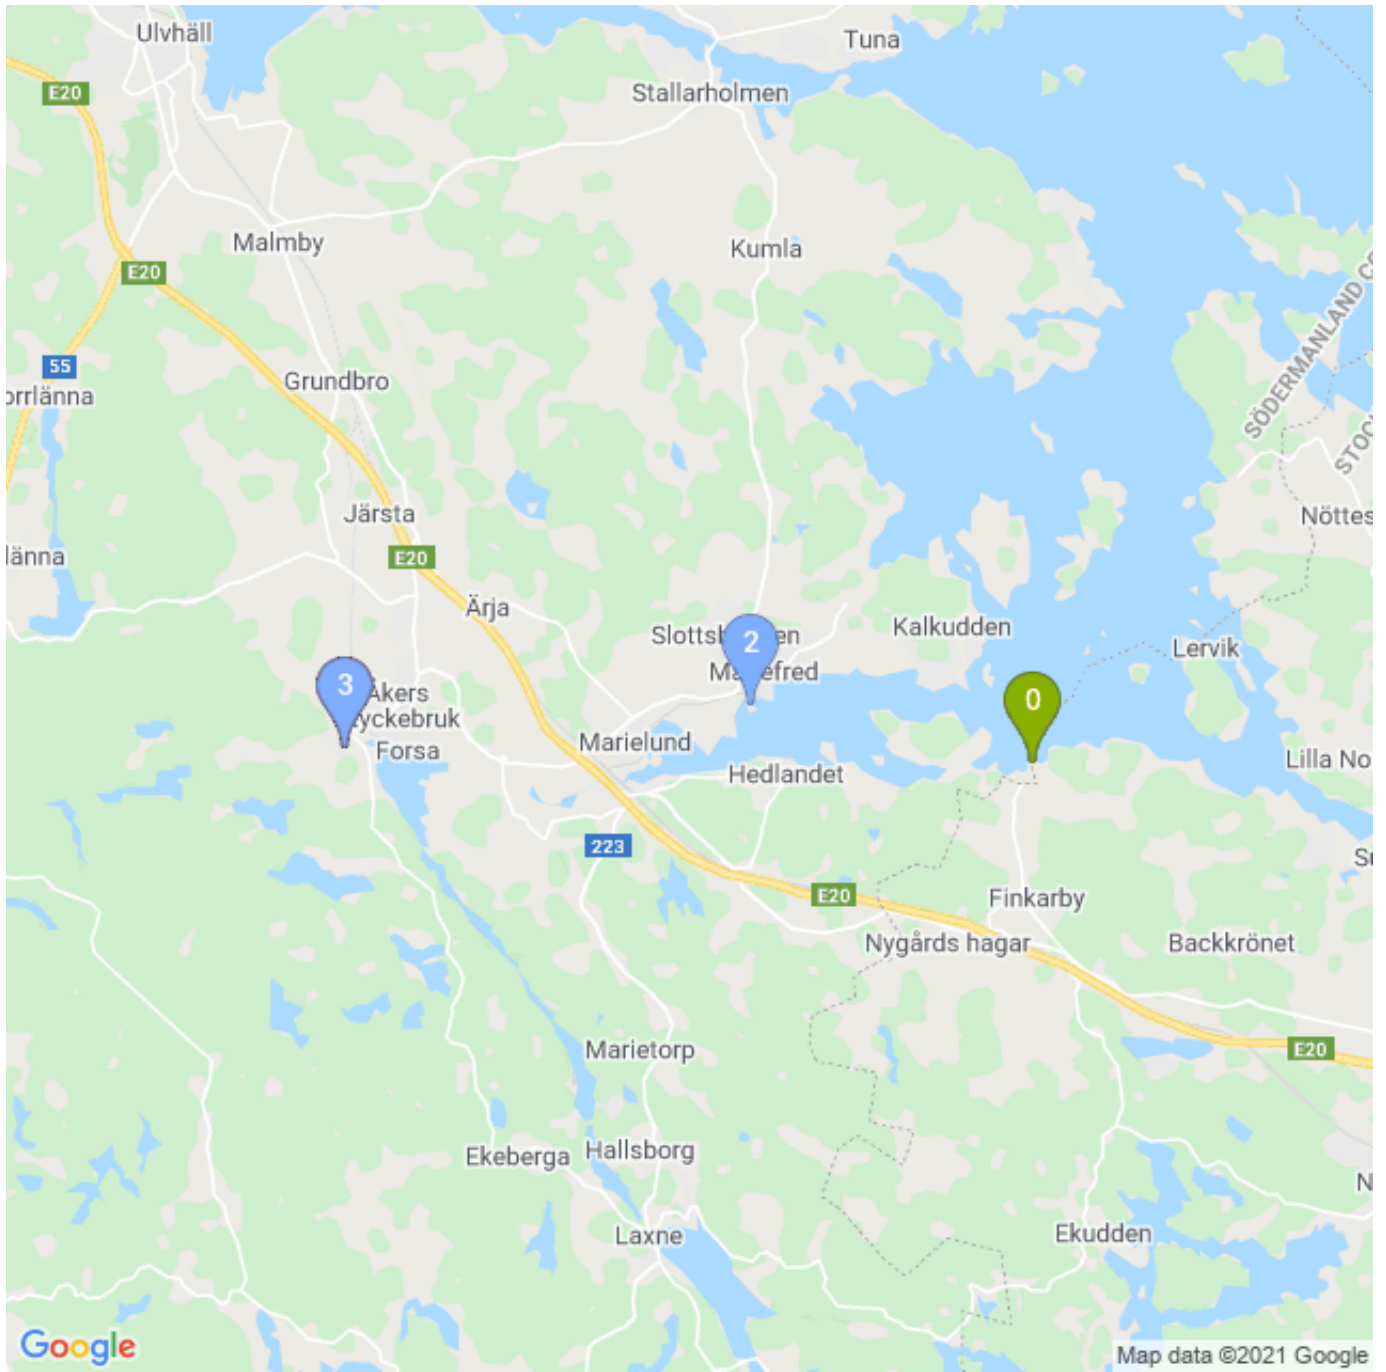 Ulvhäll
Tuna
E20
Stallarholmen
Malmby
Kumla
E20
SÖDERMANLAND
55
Grundbro
orrlänna
Järsta
Nöttes
E20
länna
Ärja
Kalkudden
2
Lervik
3
Åkers
0
Forsa
Marielund
Hedlandet
Lilla No
223
E20
Finkarby
Nygårds hagar
Backkrönet
E20
Marietorp
Ekeberga
Hallsborg
N
Laxne
Ekudden
Google
Map data ©2021 Google